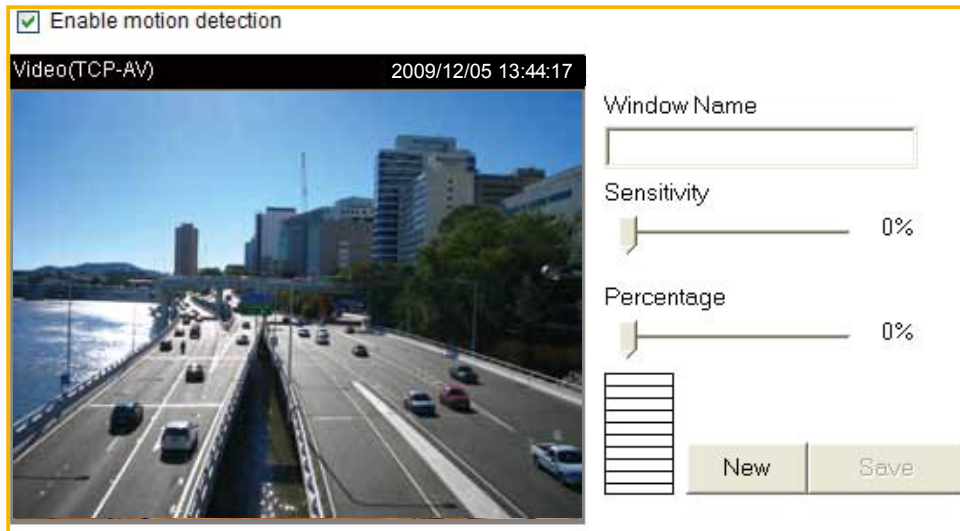 Enable motion detection
Video(TCP-AV) 2009/12/05 13:44:17
Window Name
Sensitivity
0%
Percentage
0%
New Save